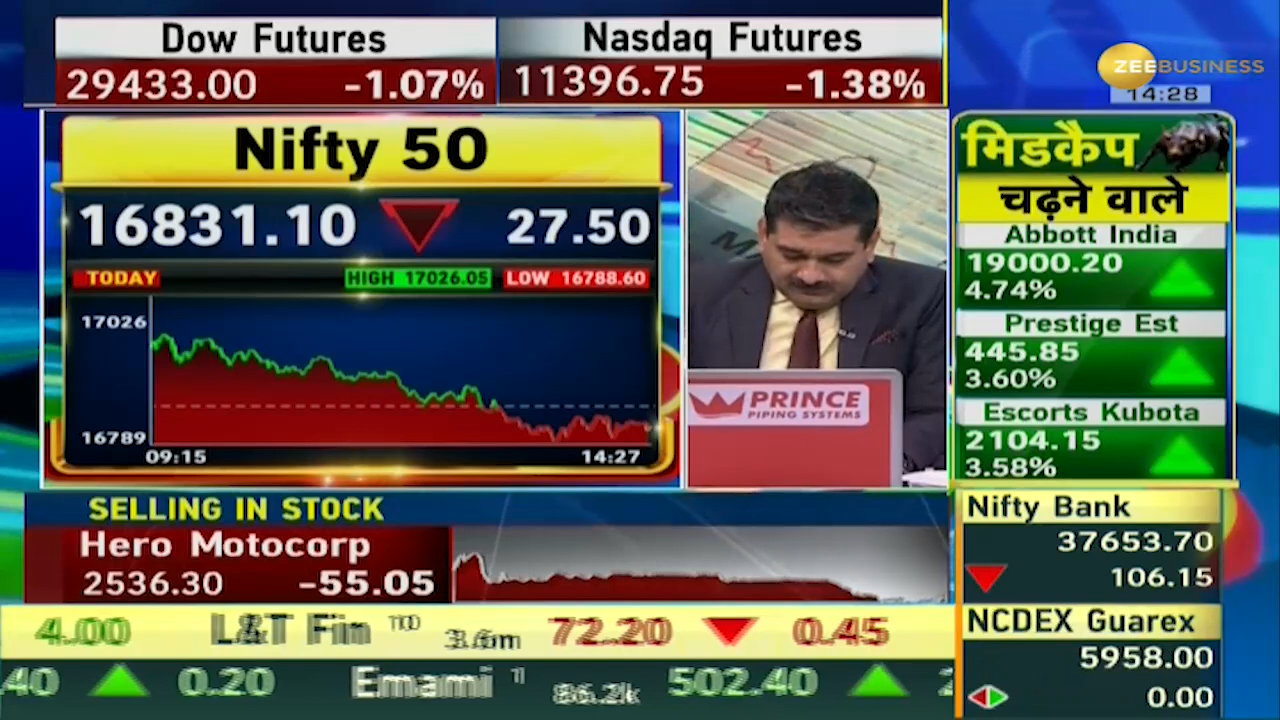 Dow Futures
29433.00 -1.07%
Nasdaq Futures
11396.75 -1.38%
ZEEBUSINESS
14:28
Nifty 50
16831.10 27.50
TODAY HIGH 17026.05 LOW 16788.60
17026
16789
09:15 14:27
PRINCE
PIPING SYSTEMS
मिडकैप
चढ़ने वाले
Abbott India
19000.20
4.74%
Prestige Est
445.85
3.60%
Escorts Kubota
2104.15
3.58%
SELLING IN STOCK
Hero Motocorp
2536.30 -55.05
Nifty Bank
37653.70
106.15
NCDEX Guarex
5958.00
0.00
4.00 L&T Fin 3.6m 72.20 0.45
.40 0.20 Emami 86.2k 502.40